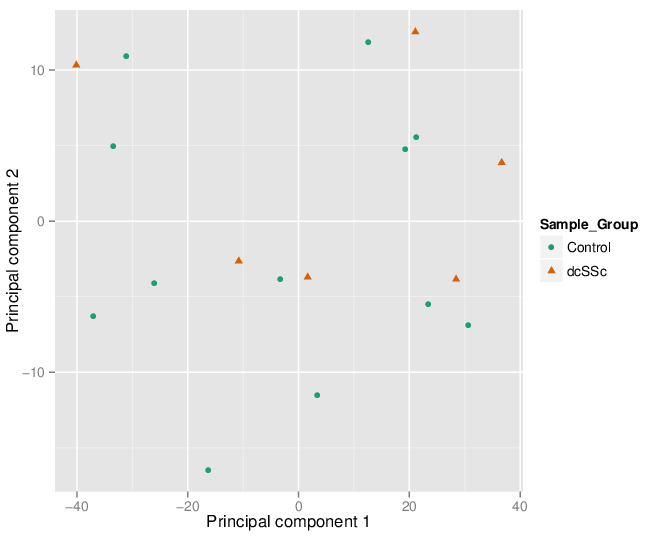 10
0
−10
−40
−20
0
20
40
Principal component 1
Principal component 2
Sample_Group
Control
dcSSc